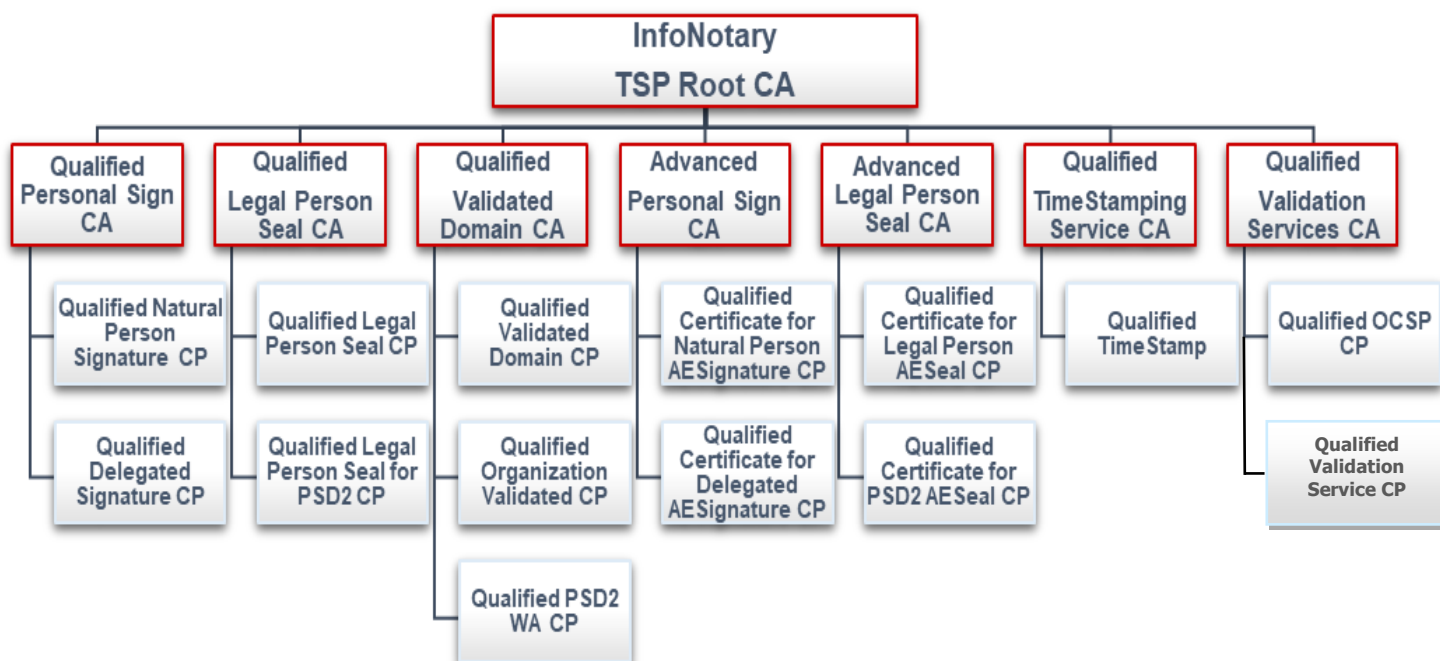 InfoNotary
TSP Root CA
Qualified
Personal Sign
CA
Qualified
Legal Person
Seal CA
Qualified
Validated
Domain CA
Advanced
Personal Sign
CA
Advanced
Legal Person
Seal CA
Qualified
TimeStamping
Service CA
Qualified
Validation
Services CA
Qualified Natural
Person
Signature CP
Qualified Legal
Person Seal CP
Qualified
Validated
Domain CP
Qualified
Certificate for
Natural Person
AESignature CP
Qualified
Certificate for
Legal Person
AESeal CP
Qualified
TimeStamp
Qualified OCSP
CP
Qualified
Delegated
Signature CP
Qualified Legal
Person Seal for
PSD2 CP
Qualified
Organization
Validated CP
Qualified
Certificate for
Delegated
AESignature CP
Qualified
Certificate for
PSD2 AESeal CP
Qualified
Validation
Service CP
Qualified PSD2
WA CP